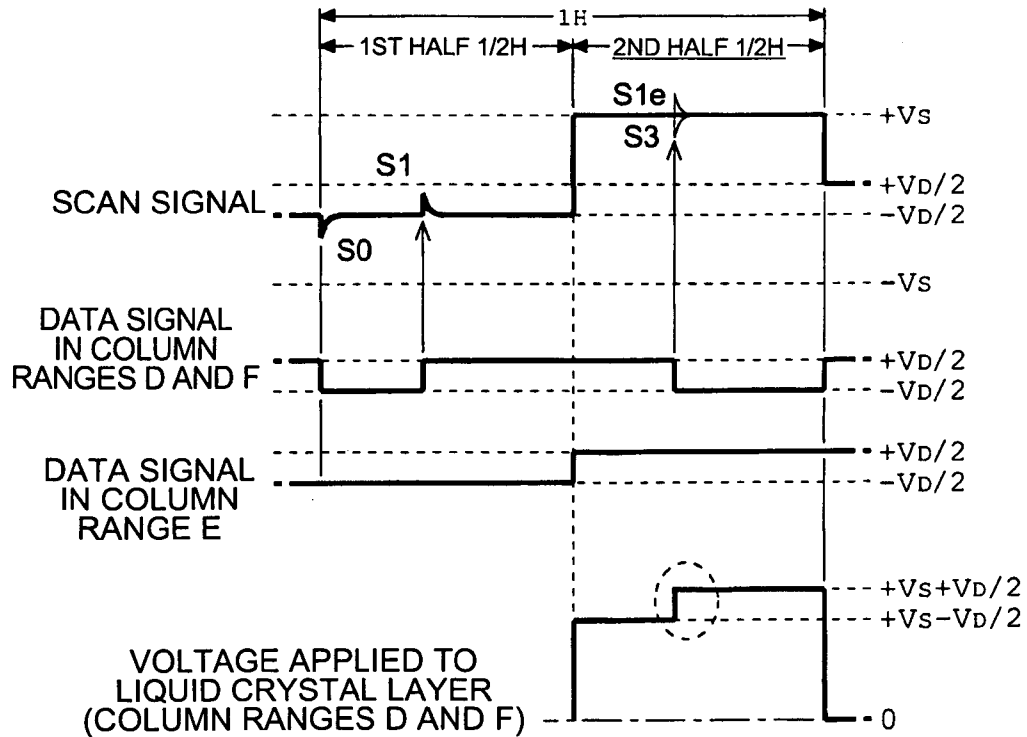 1H
1ST HALF 1/2H
2ND HALF 1/2H
S1e
S3
+VS
S1
+VD/2
SCAN SIGNAL
-VD/2
S0
-VS
DATA SIGNAL
IN COLUMN
RANGES D AND F
+VD/2
-VD/2
DATA SIGNAL
IN COLUMN
RANGE E
+VD/2
-VD/2
+VS+VD/2
+VS-VD/2
VOLTAGE APPLIED TO
LIQUID CRYSTAL LAYER
(COLUMN RANGES D AND F)
0